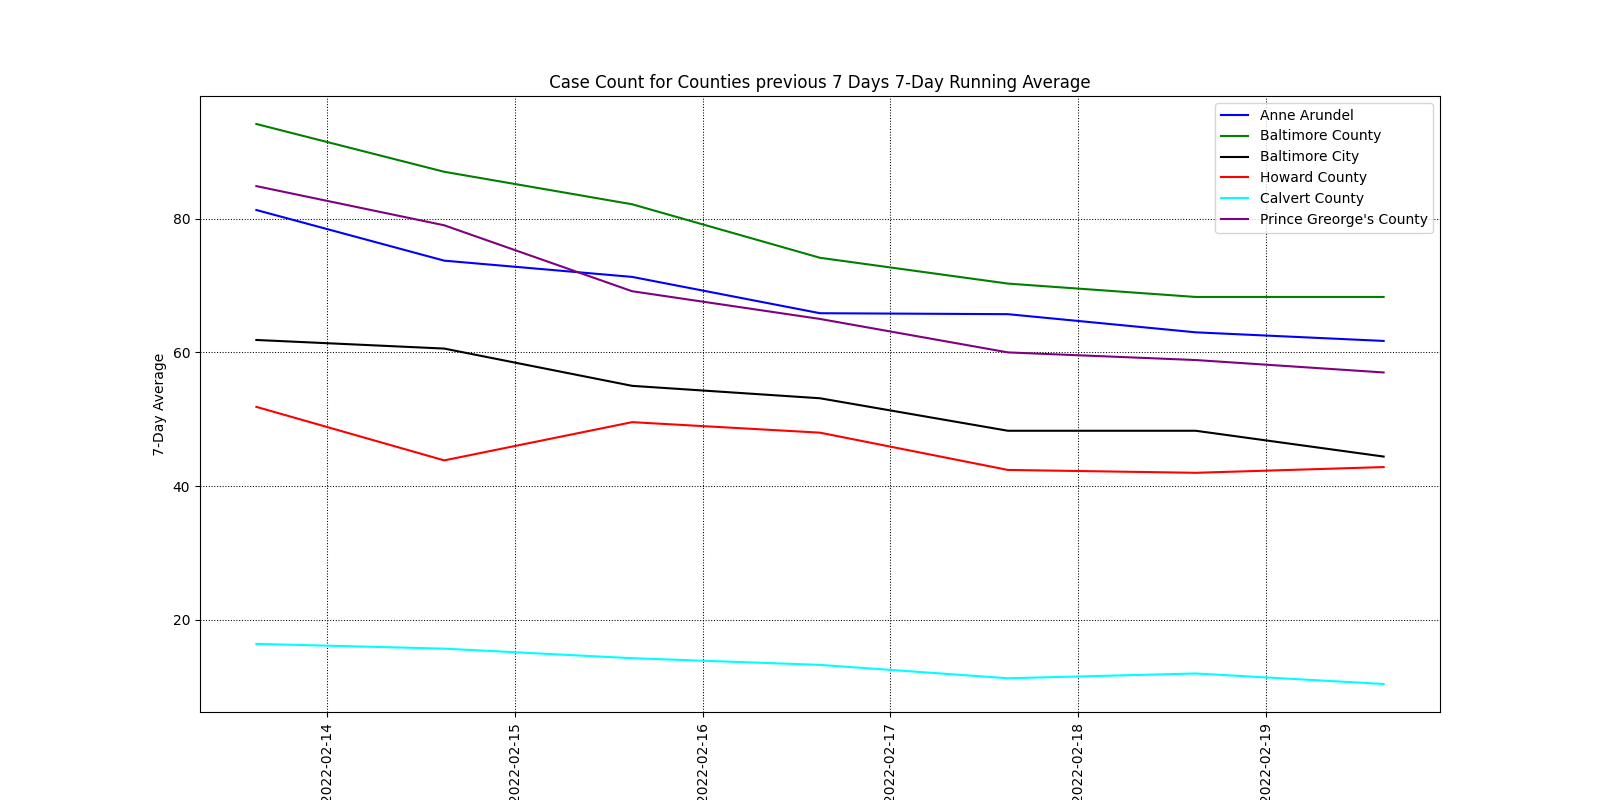 Case Count for Counties previous 7 Days 7-Day Running Average
Anne Arundel
Baltimore County
Baltimore City
Howard County
Calvert County
Prince Greorge's County
7-Day Average
80
60
40
20
2022-02-14
2022-02-15
2022-02-16
2022-02-17
2022-02-18
2022-02-19